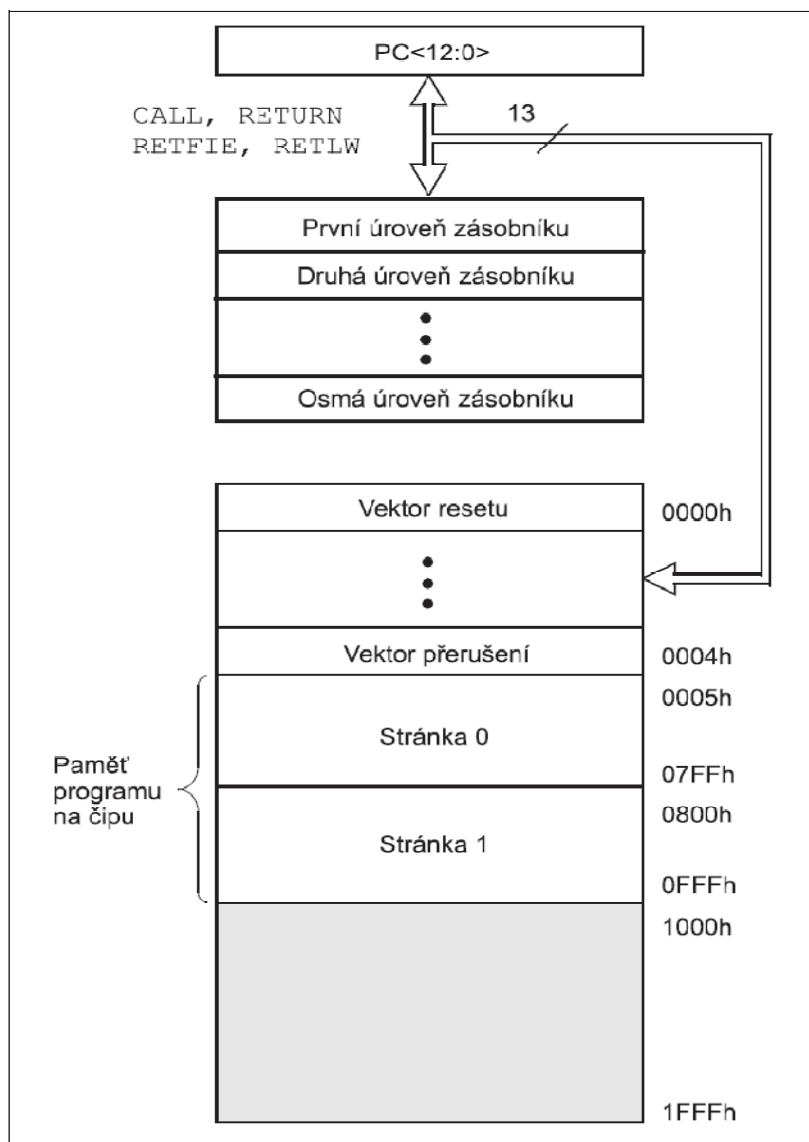 PC<12:0>
CALL, RETURN
RETFIE, RETLW
13
První úroveň zásobníku
Druhá úroveň zásobníku
Osmá úroveň zásobníku
Vektor resetu
0000h
Vektor přerušení
0004h
0005h
Stránka 0
07FFh
Paměť
programu
na čipu
0800h
Stránka 1
0FFFh
1000h
1FFFh